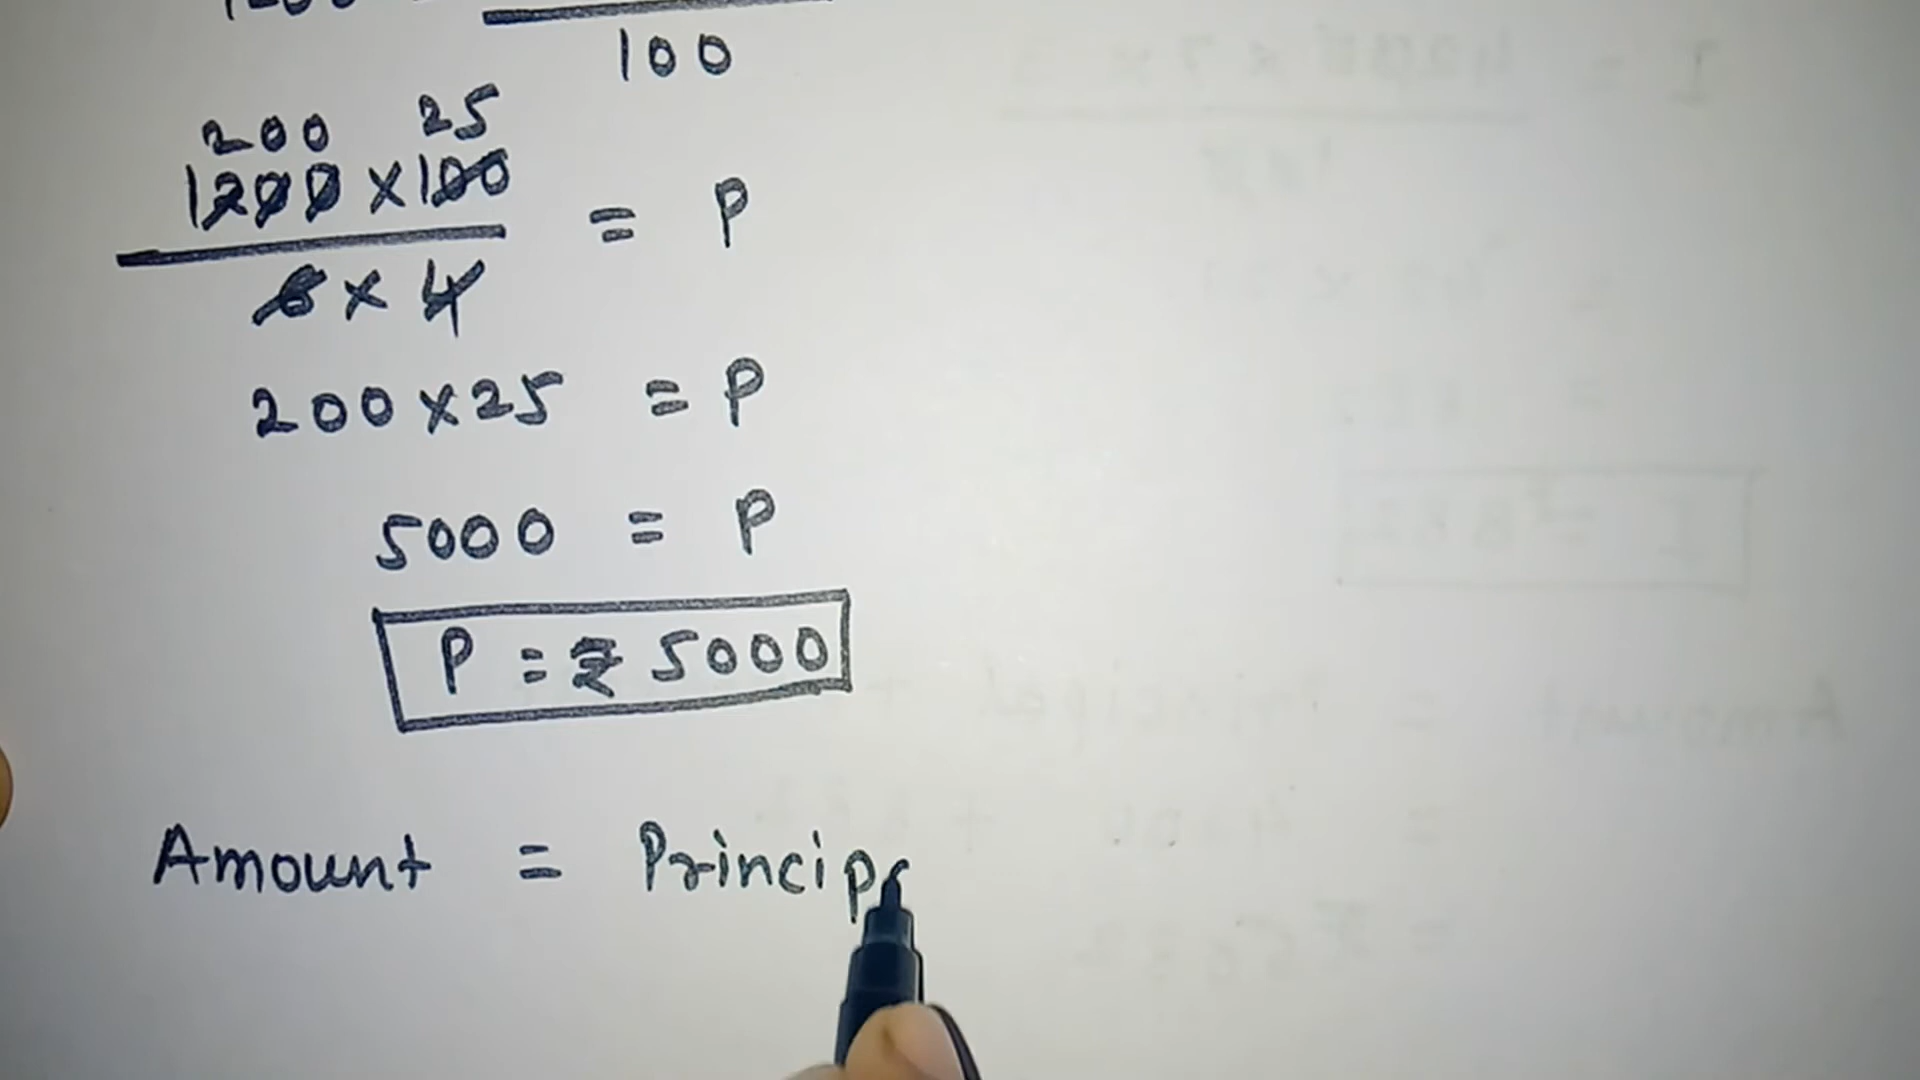 100
200 25
1200 x 100
= P
6 x 4
200 x 25 = P
5000 = P
P = ₹ 5000
Amount = Princip